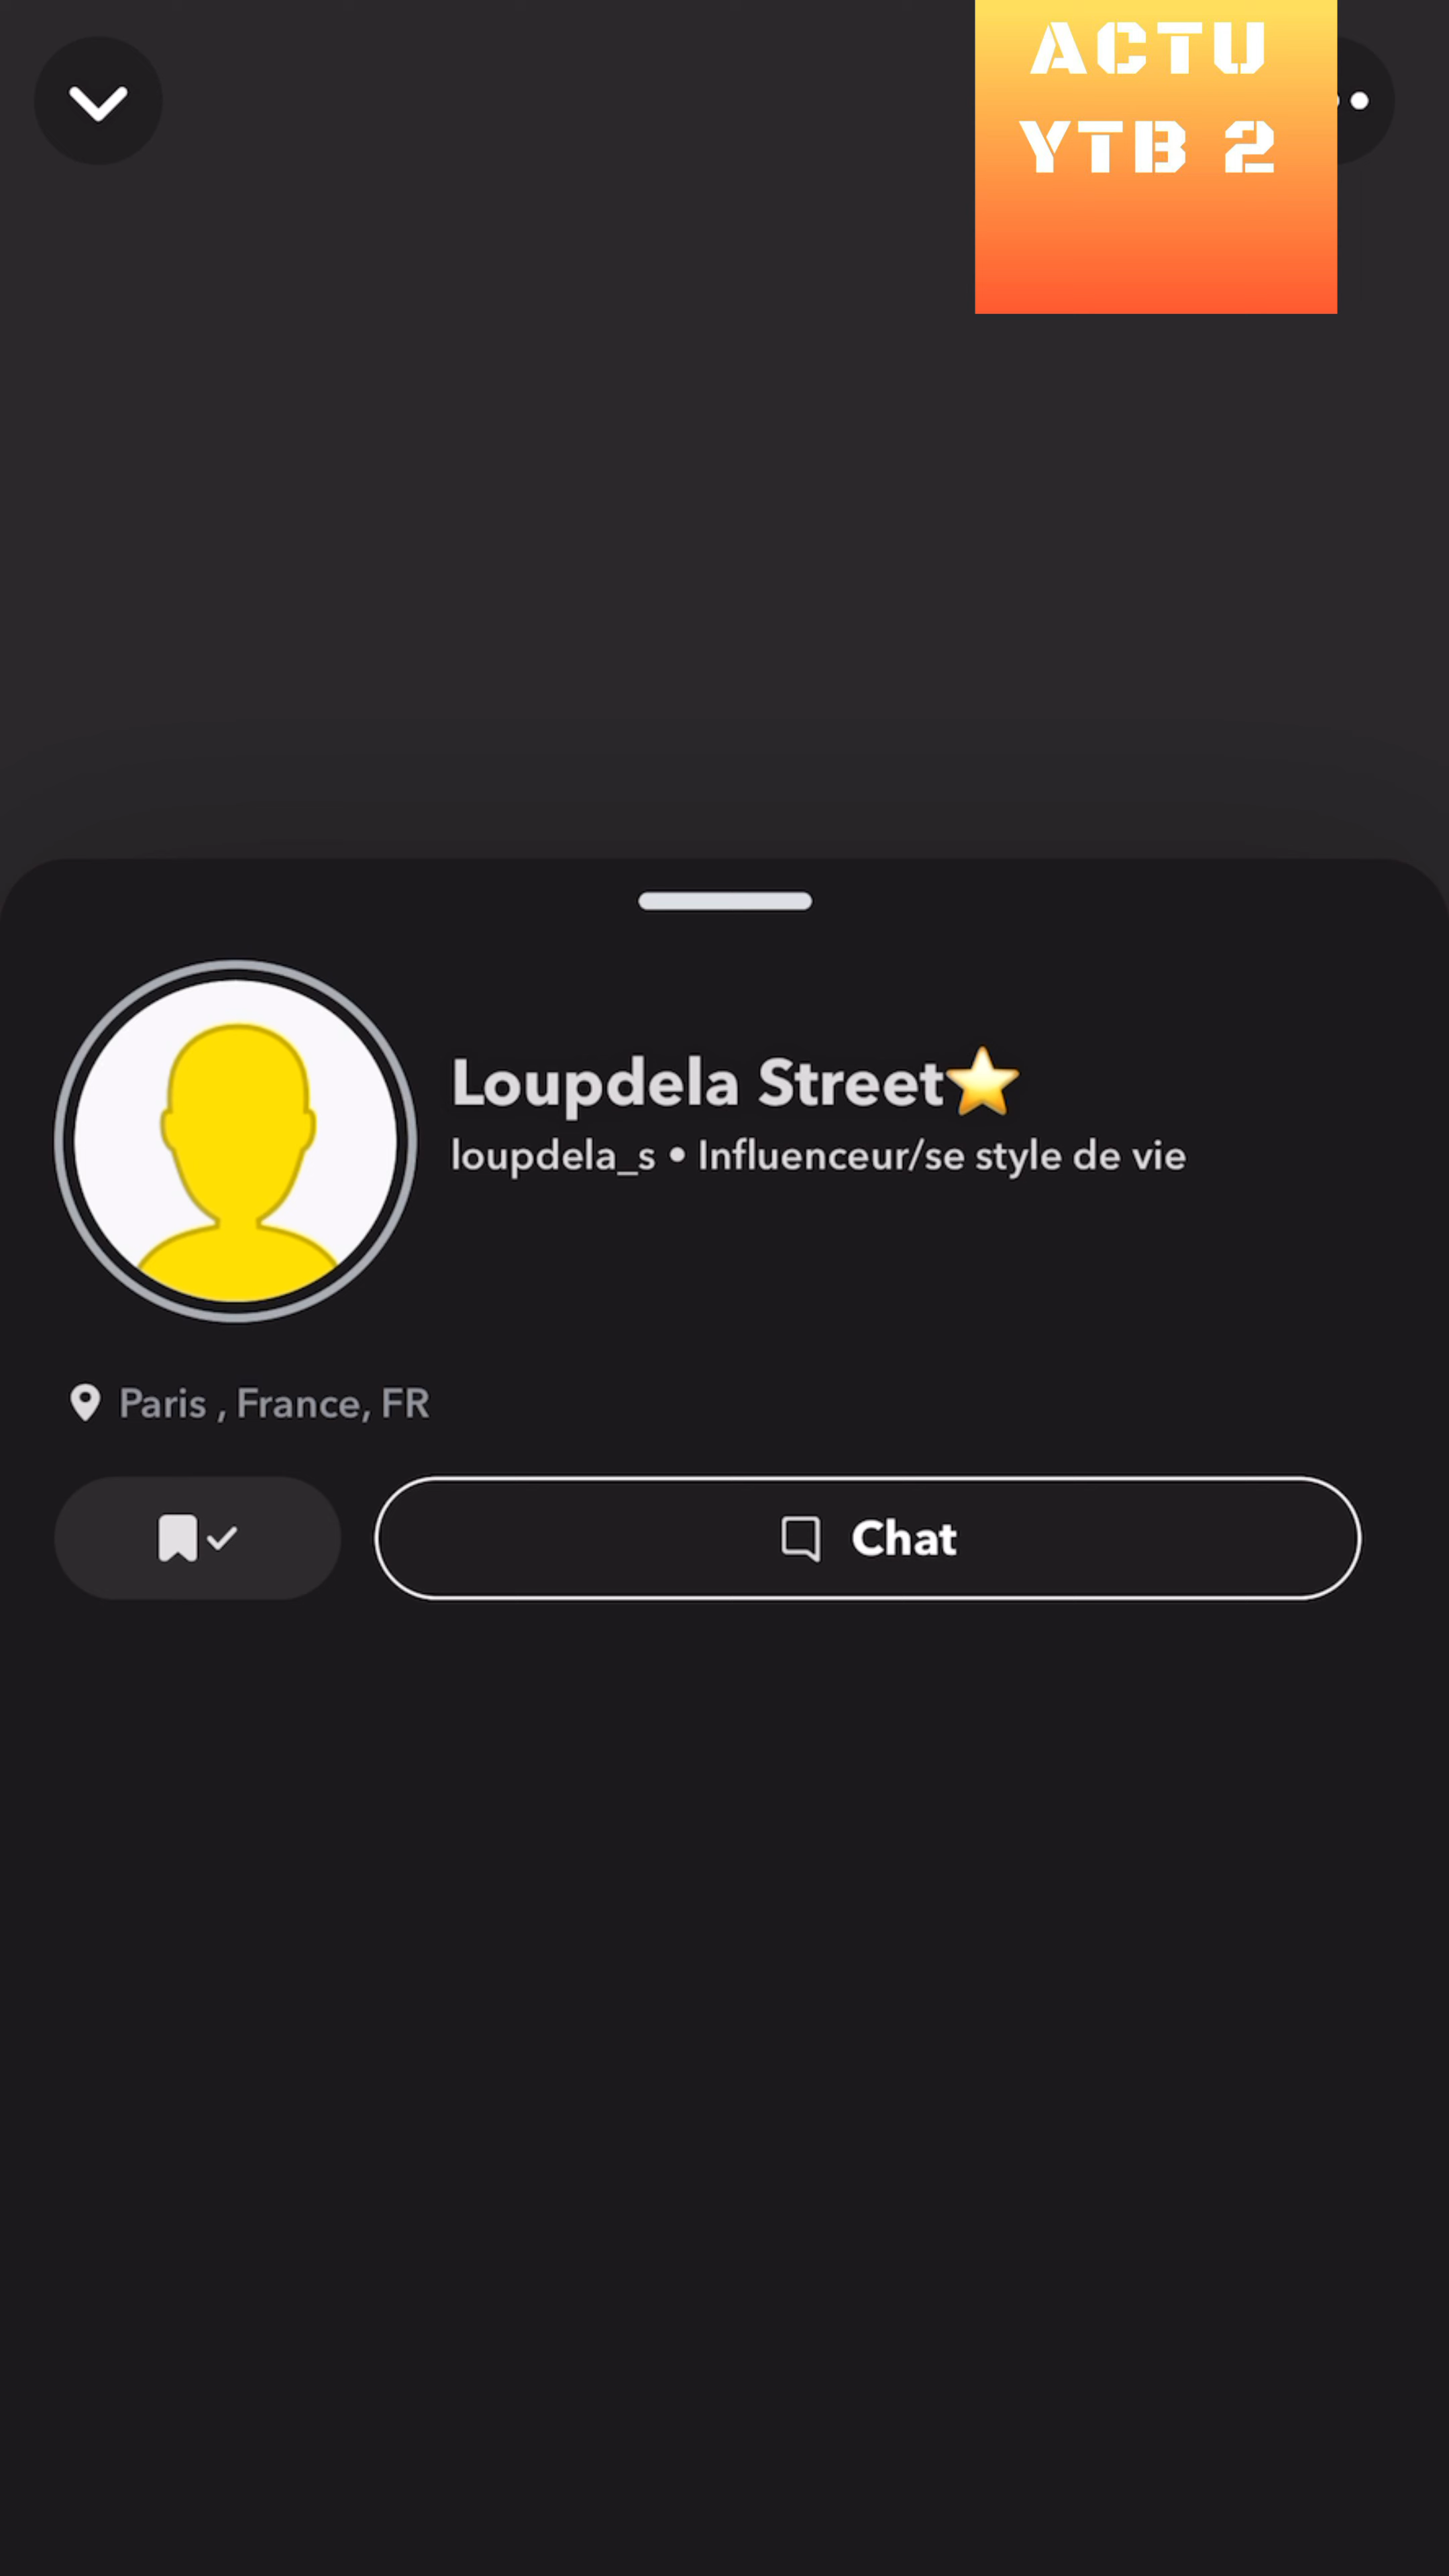 ACTU
YTB 2
Loupdela Street⭐
loupdela_s • Influenceur/se style de vie
Paris , France, FR
Chat